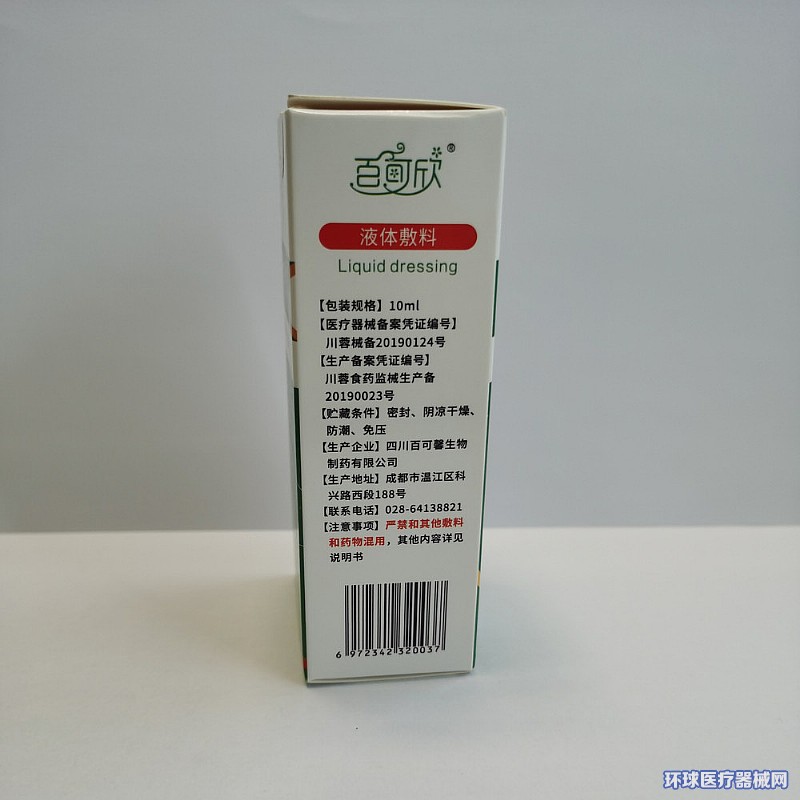 百可欣®
液体敷料
Liquid dressing
【包装规格】10ml
【医疗器械备案凭证编号】
川蓉械备20190124号
【生产备案凭证编号】
川蓉食药监械生产备
20190023号
【贮藏条件】密封、阴凉干燥、
防潮、免压
【生产企业】四川百可馨生物
制药有限公司
【生产地址】成都市温江区科
兴路西段188号
【联系电话】028-64138821
【注意事项】严禁和其他敷料
和药物混用，其他内容详见
说明书
6 972342 320037
环球医疗器械网